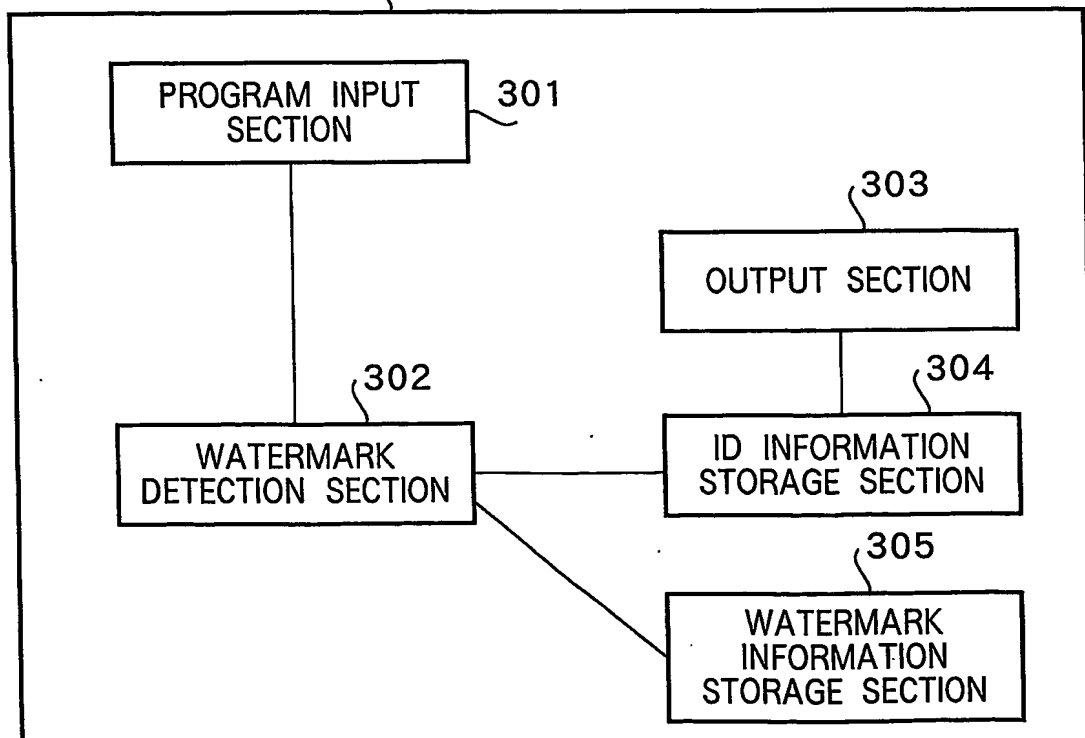 PROGRAM INPUT
SECTION
301
303
OUTPUT SECTION
302
304
WATERMARK
DETECTION SECTION
ID INFORMATION
STORAGE SECTION
305
WATERMARK
INFORMATION
STORAGE SECTION